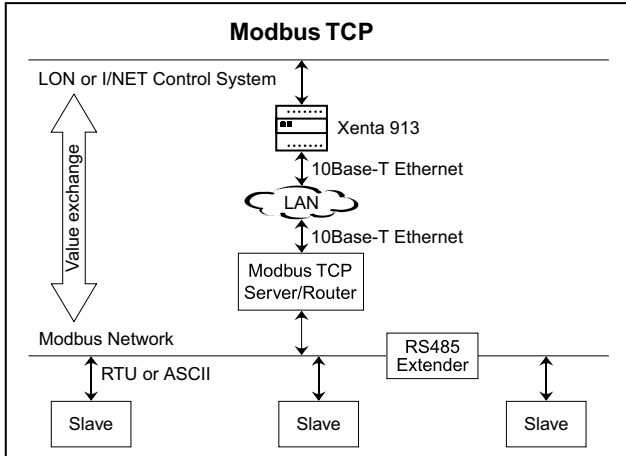 Modbus TCP
LON or I/NET Control System
Xenta 913
10Base-T Ethernet
LAN
10Base-T Ethernet
Value exchange
Modbus TCP
Server/Router
Modbus Network
RS485
Extender
RTU or ASCII
Slave
Slave
Slave